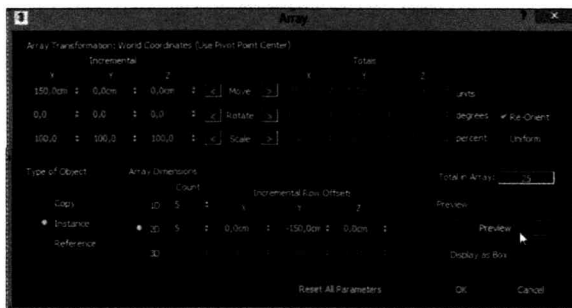 Array
Array Transformation: World Coordinates (Use Pivot Point Center)
Incremental Totals
X Y Z X Y Z
150,0cm 0,0cm 0,0cm < Move > units
0,0 0,0 0,0 < Rotate > degrees Re-Orient
100,0 100,0 100,0 < Scale > percent Uniform
Type of Object Array Dimensions Total in Array: 25
Count Incremental Row Offsets
Copy 1D 5 X Y Z Preview
Instance 2D 5 0,0cm -150,0cm 0,0cm Preview
Reference 3D Display as Box
Reset All Parameters OK Cancel